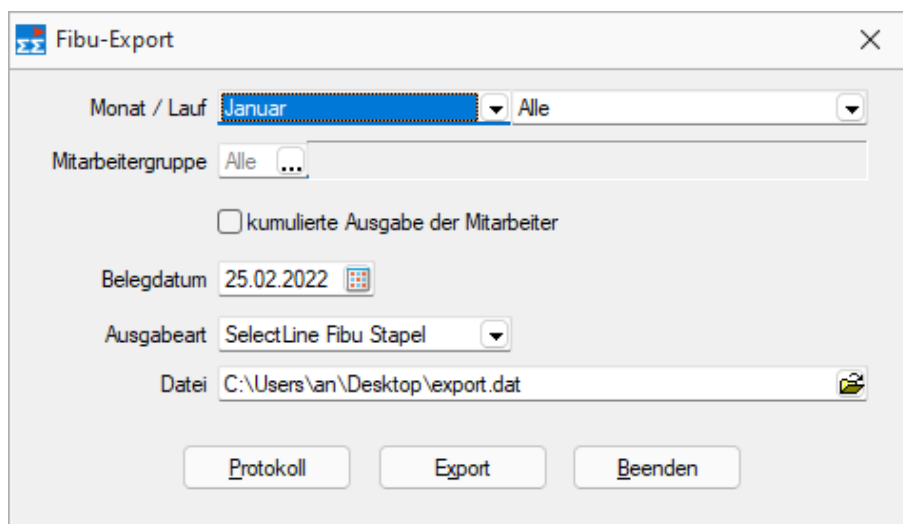 Fibu-Export
Monat / Lauf Januar Alle
Mitarbeitergruppe Alle ...
kumulierte Ausgabe der Mitarbeiter
Belegdatum 25.02.2022
Ausgabeart SelectLine Fibu Stapel
Datei C:\Users\an\Desktop\export.dat
Protokoll Export Beenden